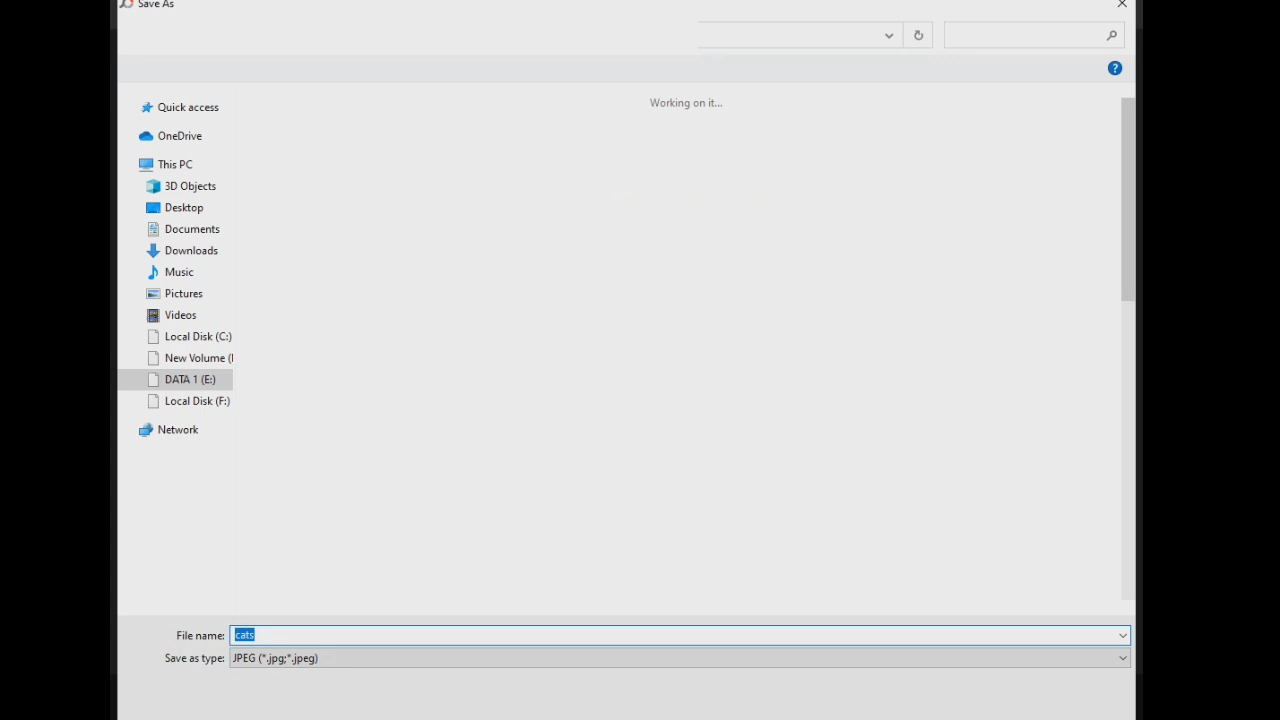 Save As
Working on it...
Quick access
OneDrive
This PC
3D Objects
Desktop
Documents
Downloads
Music
Pictures
Videos
Local Disk (C:)
New Volume (
DATA 1 (E:)
Local Disk (F:)
Network
File name: cats
Save as type: JPEG (*.jpg;*.jpeg)